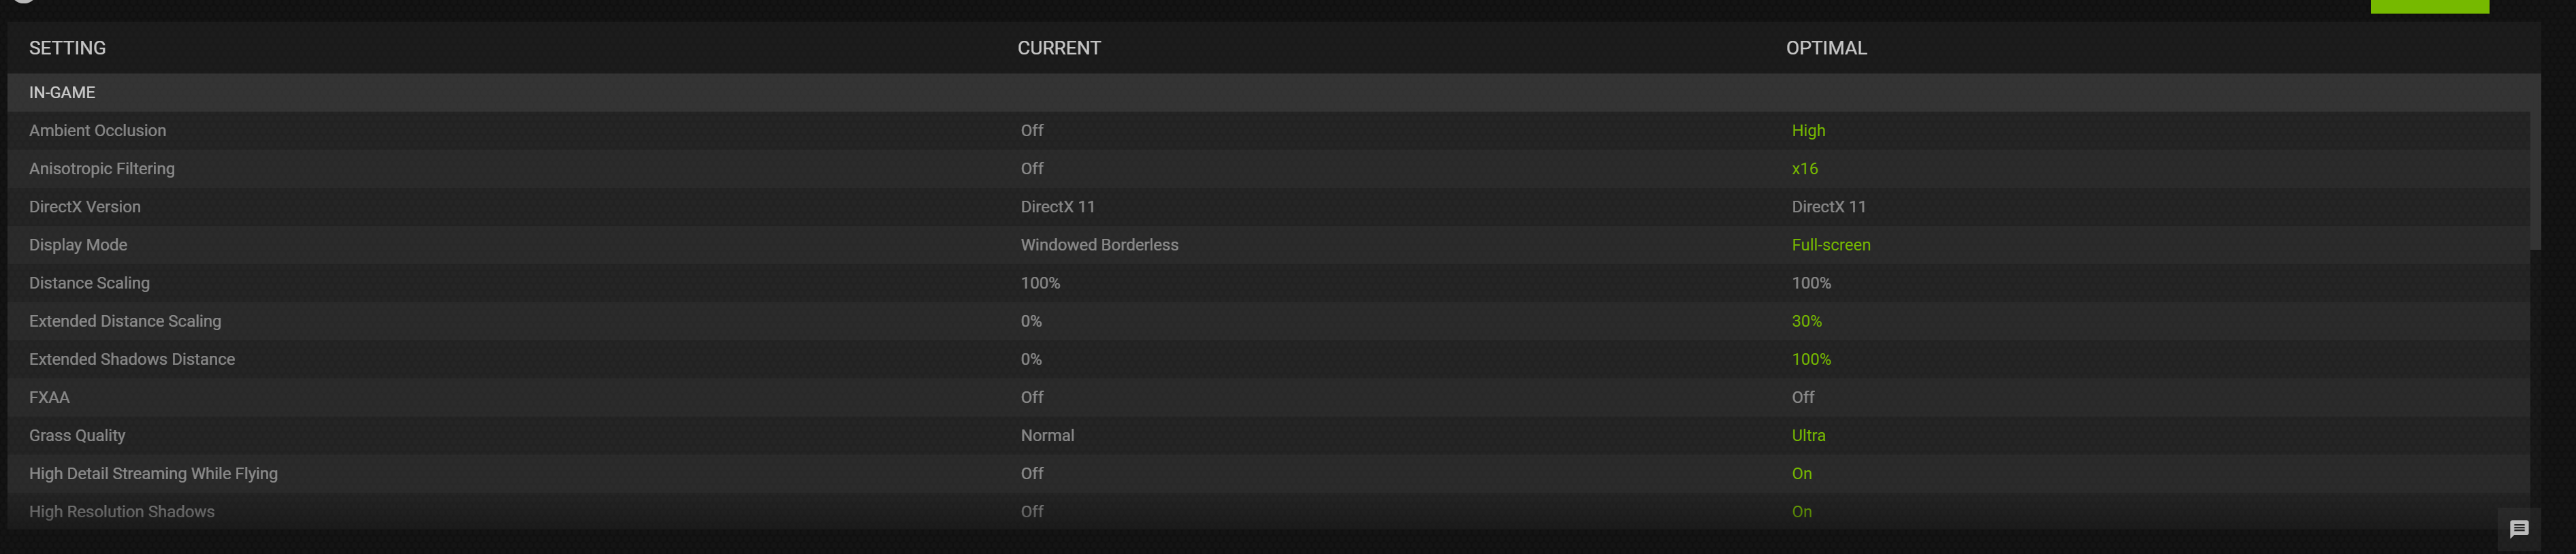 SETTING CURRENT OPTIMAL
IN-GAME
Ambient Occlusion Off High
Anisotropic Filtering Off x16
DirectX Version DirectX 11 DirectX 11
Display Mode Windowed Borderless Full-screen
Distance Scaling 100% 100%
Extended Distance Scaling 0% 30%
Extended Shadows Distance 0% 100%
FXAA Off Off
Grass Quality Normal Ultra
High Detail Streaming While Flying Off On
High Resolution Shadows Off On